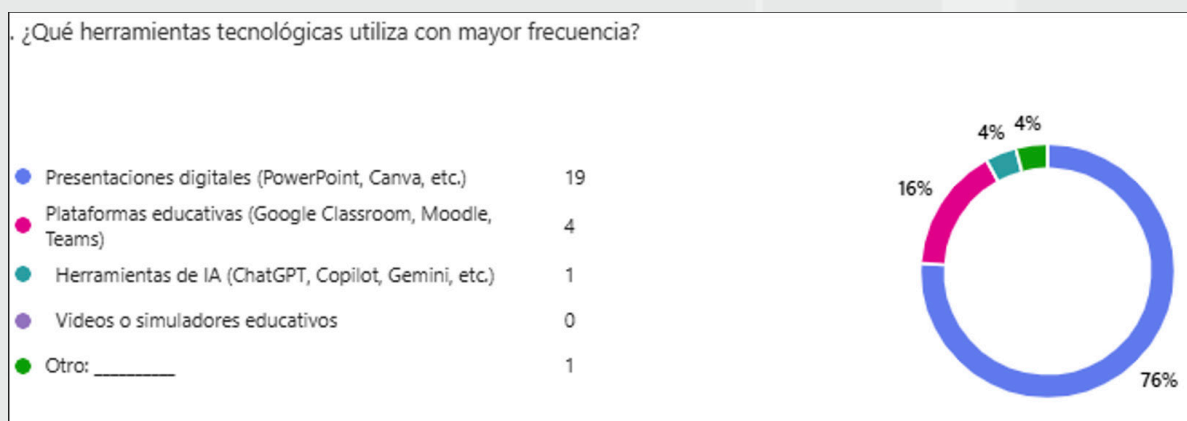 . ¿Qué herramientas tecnológicas utiliza con mayor frecuencia?
4% 4%
16%
Presentaciones digitales (PowerPoint, Canva, etc.) 19
Plataformas educativas (Google Classroom, Moodle,
Teams) 4
Herramientas de IA (ChatGPT, Copilot, Gemini, etc.) 1
Videos o simuladores educativos 0
Otro: __________ 1
76%